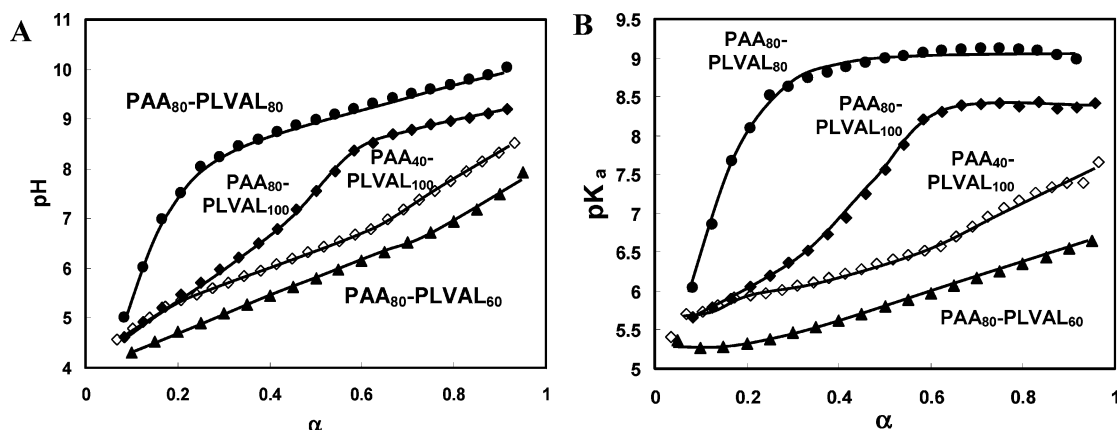 A
11
10
9
8
7
6
5
4
pH
0
0.2
0.4
0.6
0.8
1
α
PAA80-PLVAL80
PAA80-
PLVAL100
PAA40-
PLVAL100
PAA80-PLVAL60
B
9.5
9
8.5
8
7.5
7
6.5
6
5.5
5
pKa
0
0.2
0.4
0.6
0.8
1
α
PAA80-
PLVAL80
PAA80-
PLVAL100
PAA40-
PLVAL100
PAA80-PLVAL60